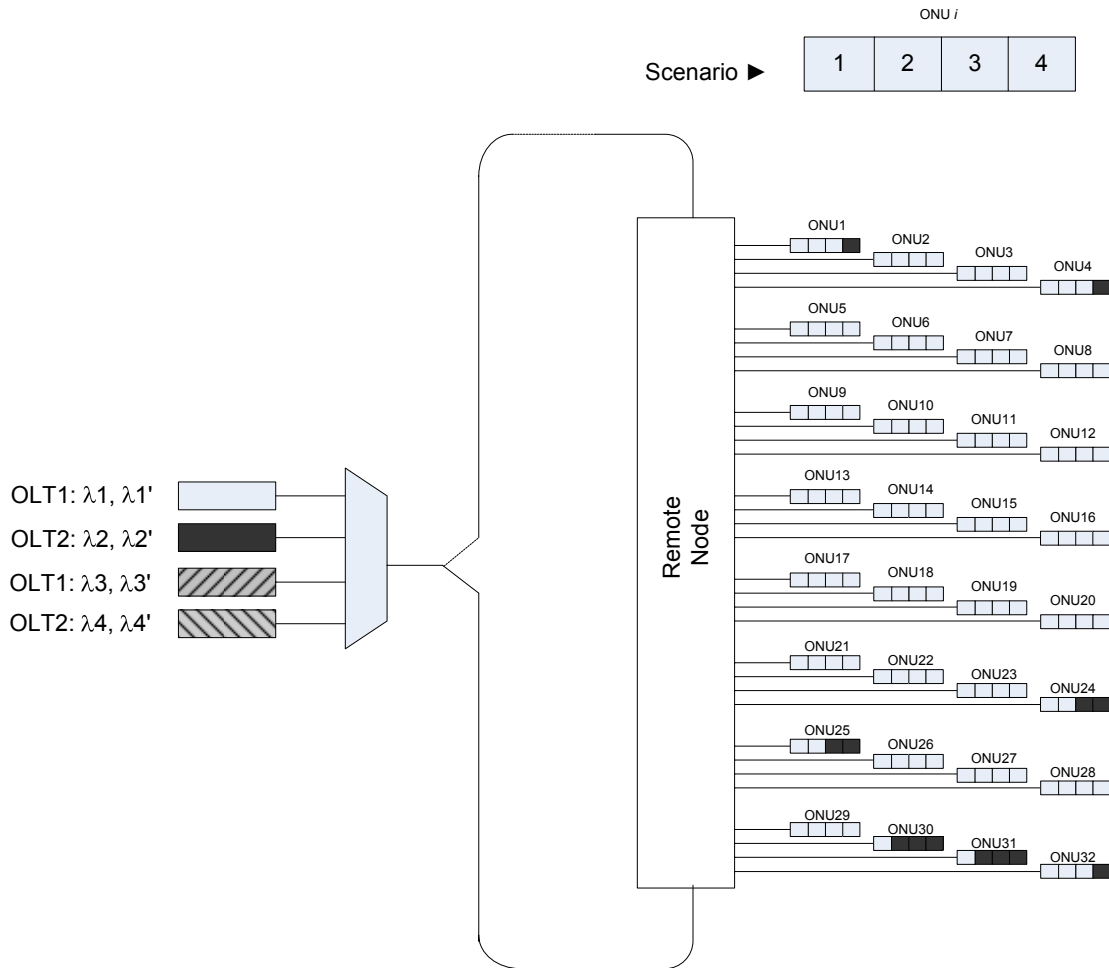 ONU i
Scenario ►
1 2 3 4
ONU1
ONU2
ONU3
ONU4
ONU5
ONU6
ONU7
ONU8
ONU9
ONU10
ONU11
ONU12
OLT1: λ1, λ1'
OLT2: λ2, λ2'
OLT1: λ3, λ3'
OLT2: λ4, λ4'
Remote
Node
ONU13
ONU14
ONU15
ONU16
ONU17
ONU18
ONU19
ONU20
ONU21
ONU22
ONU23
ONU24
ONU25
ONU26
ONU27
ONU28
ONU29
ONU30
ONU31
ONU32